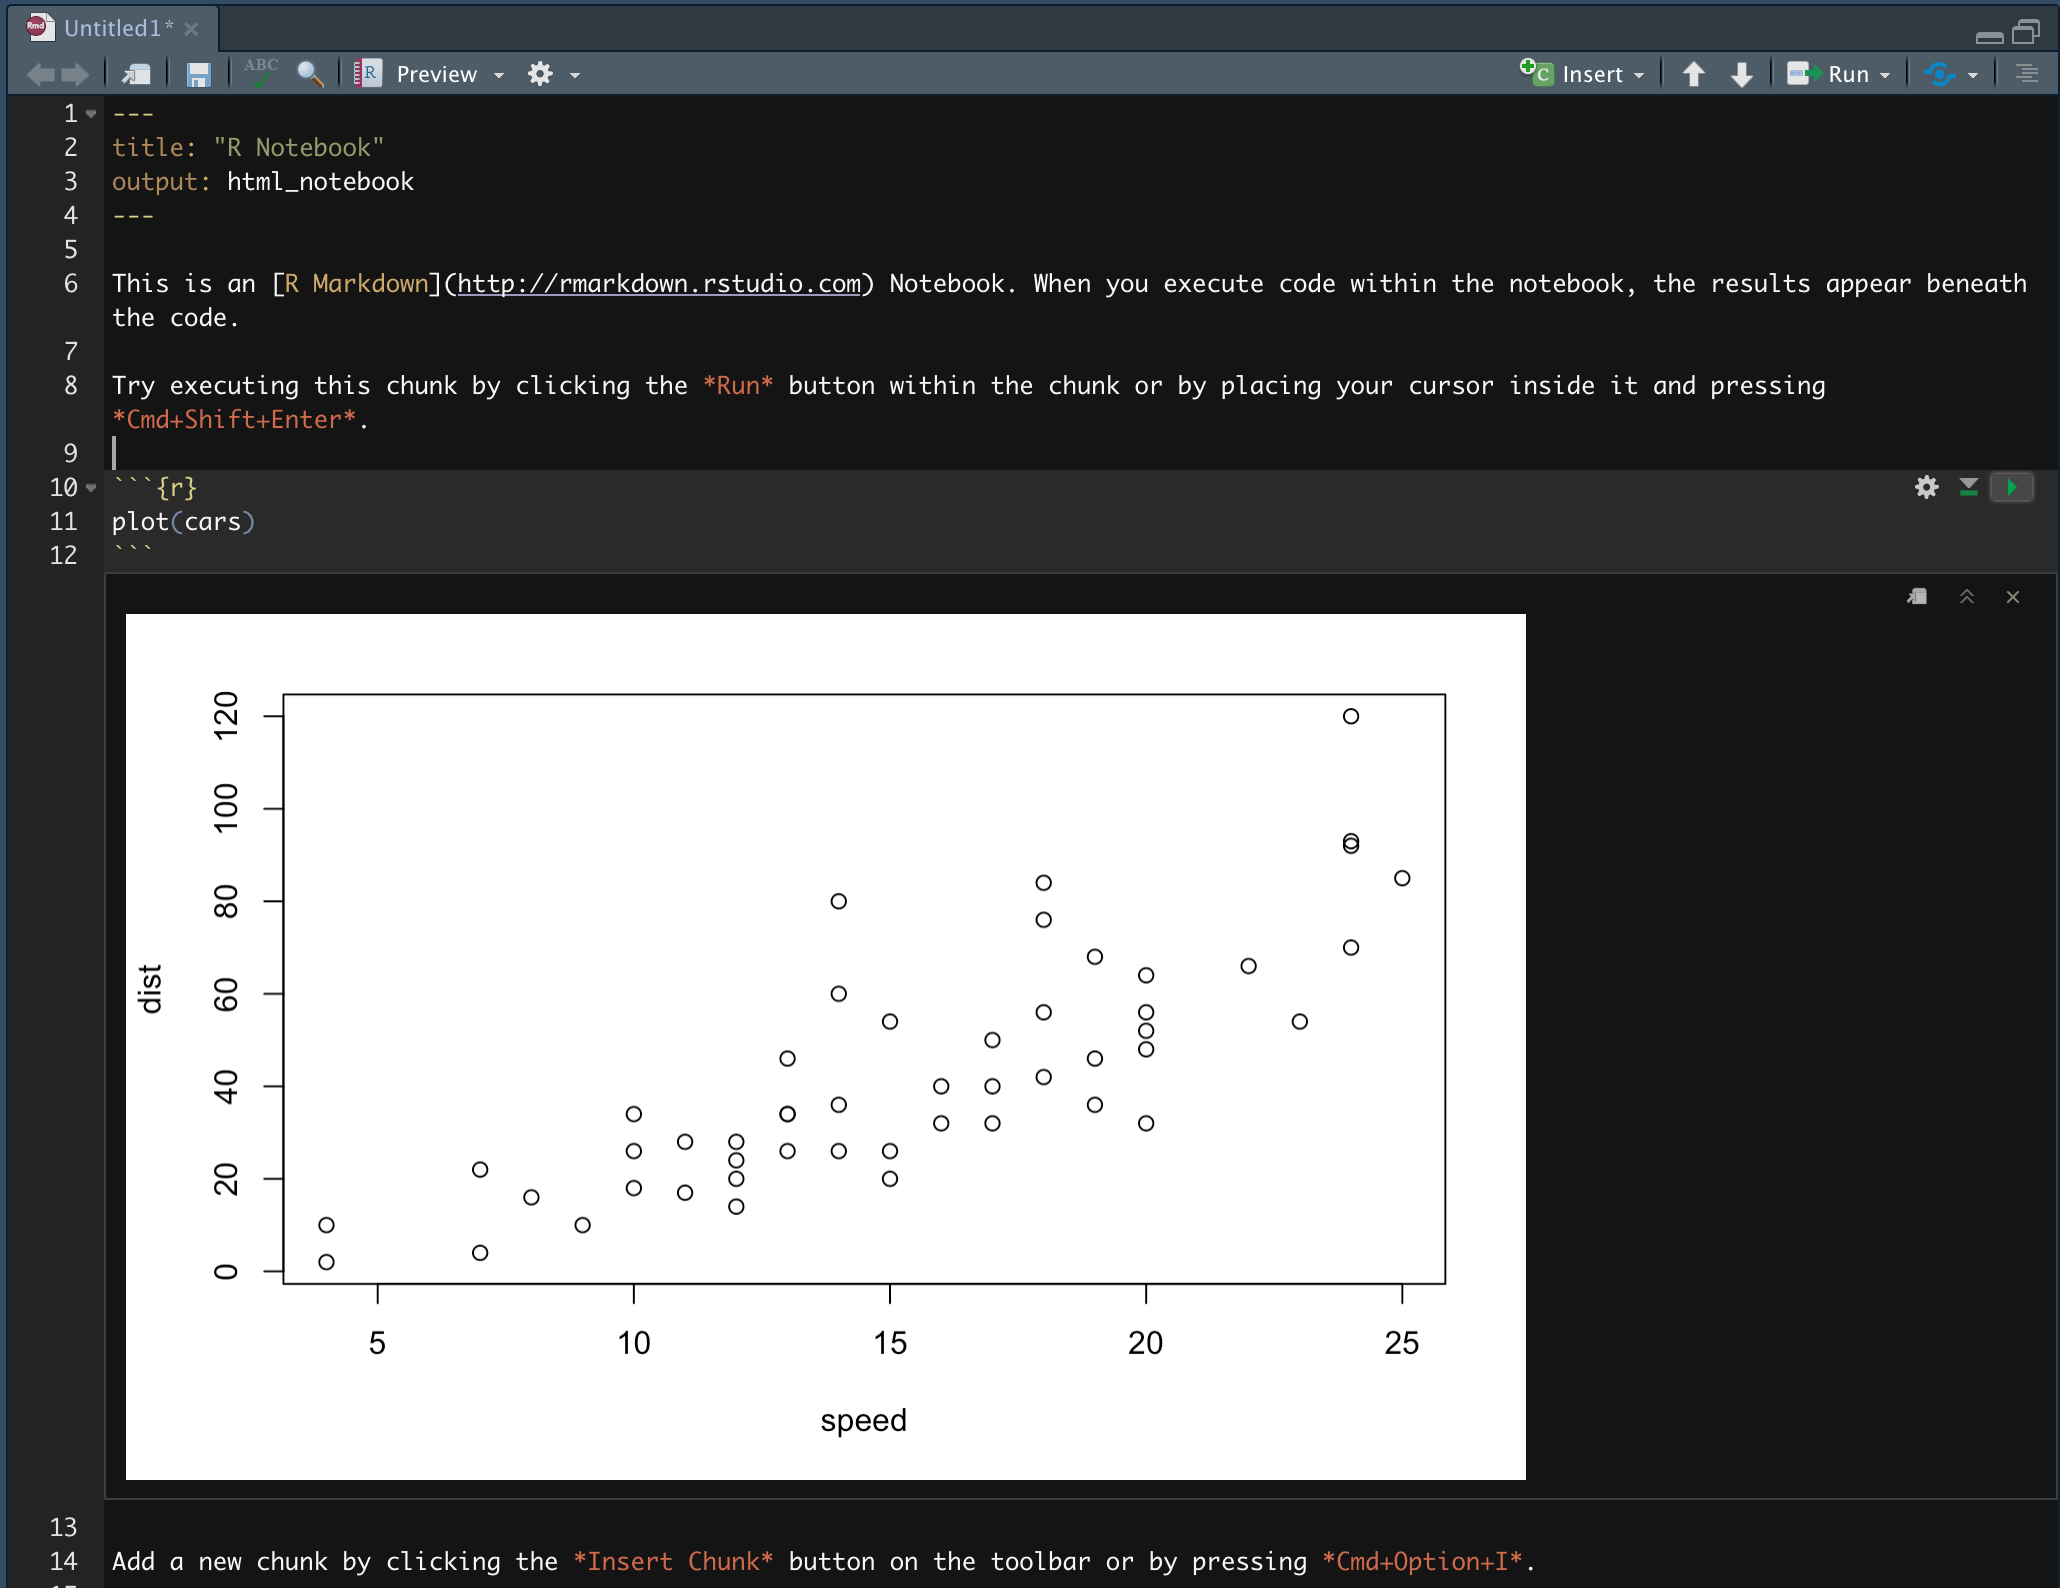 Untitled1*
ABC
Preview
Insert
Run
1 ---
2 title: "R Notebook"
3 output: html_notebook
4 ---
5
6 This is an [R Markdown](http://rmarkdown.rstudio.com) Notebook. When you execute code within the notebook, the results appear beneath
the code.
7
8 Try executing this chunk by clicking the *Run* button within the chunk or by placing your cursor inside it and pressing
*Cmd+Shift+Enter*.
9
10 ```{r}
11 plot(cars)
12 ```
120
100
80
60
40
20
0
dist
5 10 15 20 25
speed
13
14 Add a new chunk by clicking the *Insert Chunk* button on the toolbar or by pressing *Cmd+Option+I*.